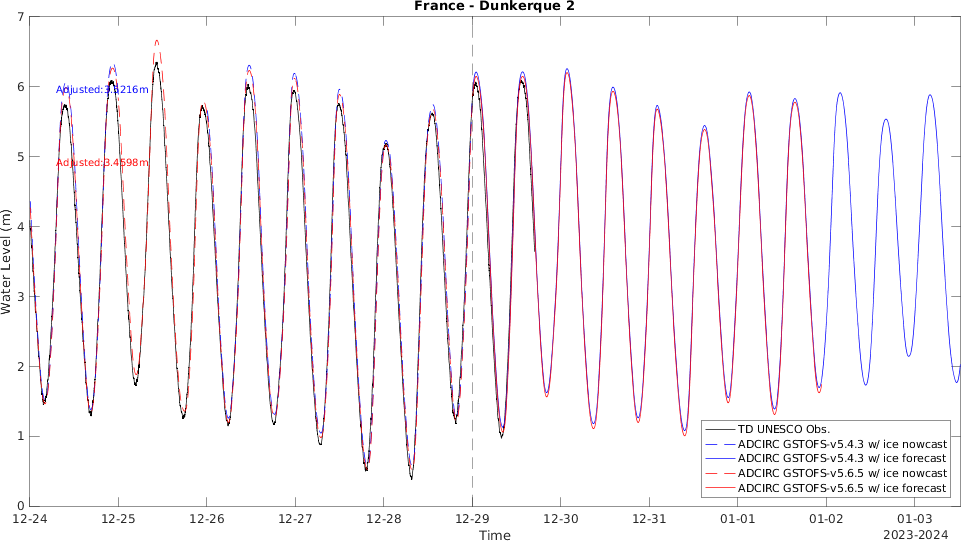 France - Dunkerque 2
Water Level (m)
7
6
5
4
3
2
1
0
Adjusted:3.5216m
Adjusted:3.4598m
TD UNESCO Obs.
ADCIRC GSTOFS-v5.4.3 w/ ice nowcast
ADCIRC GSTOFS-v5.4.3 w/ ice forecast
ADCIRC GSTOFS-v5.6.5 w/ ice nowcast
ADCIRC GSTOFS-v5.6.5 w/ ice forecast
12-24 12-25 12-26 12-27 12-28 12-29 12-30 12-31 01-01 01-02 01-03
Time
2023-2024